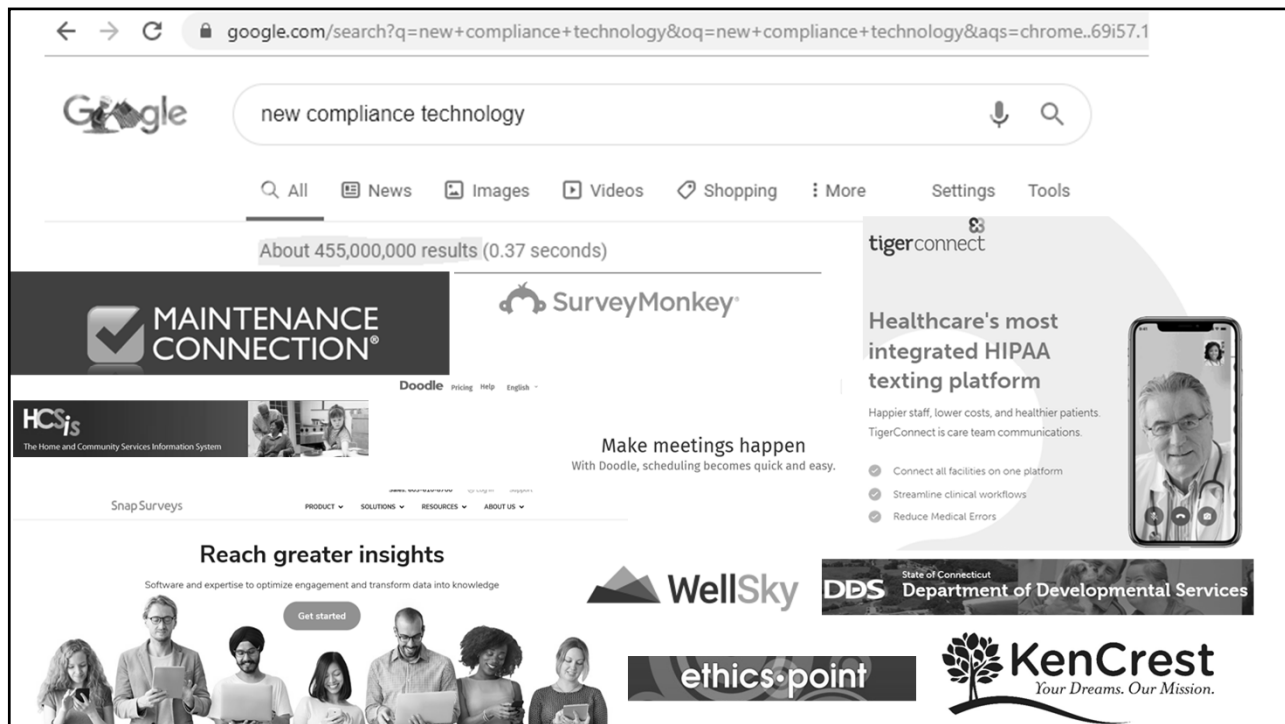 google.com/search?q=new+compliance+technology&oq=new+compliance+technology&aqs=chrome..69i57.1
Google
new compliance technology
All News Images Videos Shopping More Settings Tools
About 455,000,000 results (0.37 seconds)
tigerconnect
Healthcare's most
integrated HIPAA
texting platform
Happier staff, lower costs, and healthier patients.
TigerConnect is care team communications.
Connect all facilities on one platform
Streamline clinical workflows
Reduce Medical Errors
MAINTENANCE
CONNECTION®
SurveyMonkey®
Doodle Pricing Help English
Make meetings happen
With Doodle, scheduling becomes quick and easy.
HCSis
The Home and Community Services Information System
SnapSurveys
PRODUCT SOLUTIONS RESOURCES ABOUT US
Reach greater insights
Software and expertise to optimize engagement and transform data into knowledge
Get started
WellSky
DDS
State of Connecticut
Department of Developmental Services
ethics·point
KenCrest
Your Dreams. Our Mission.